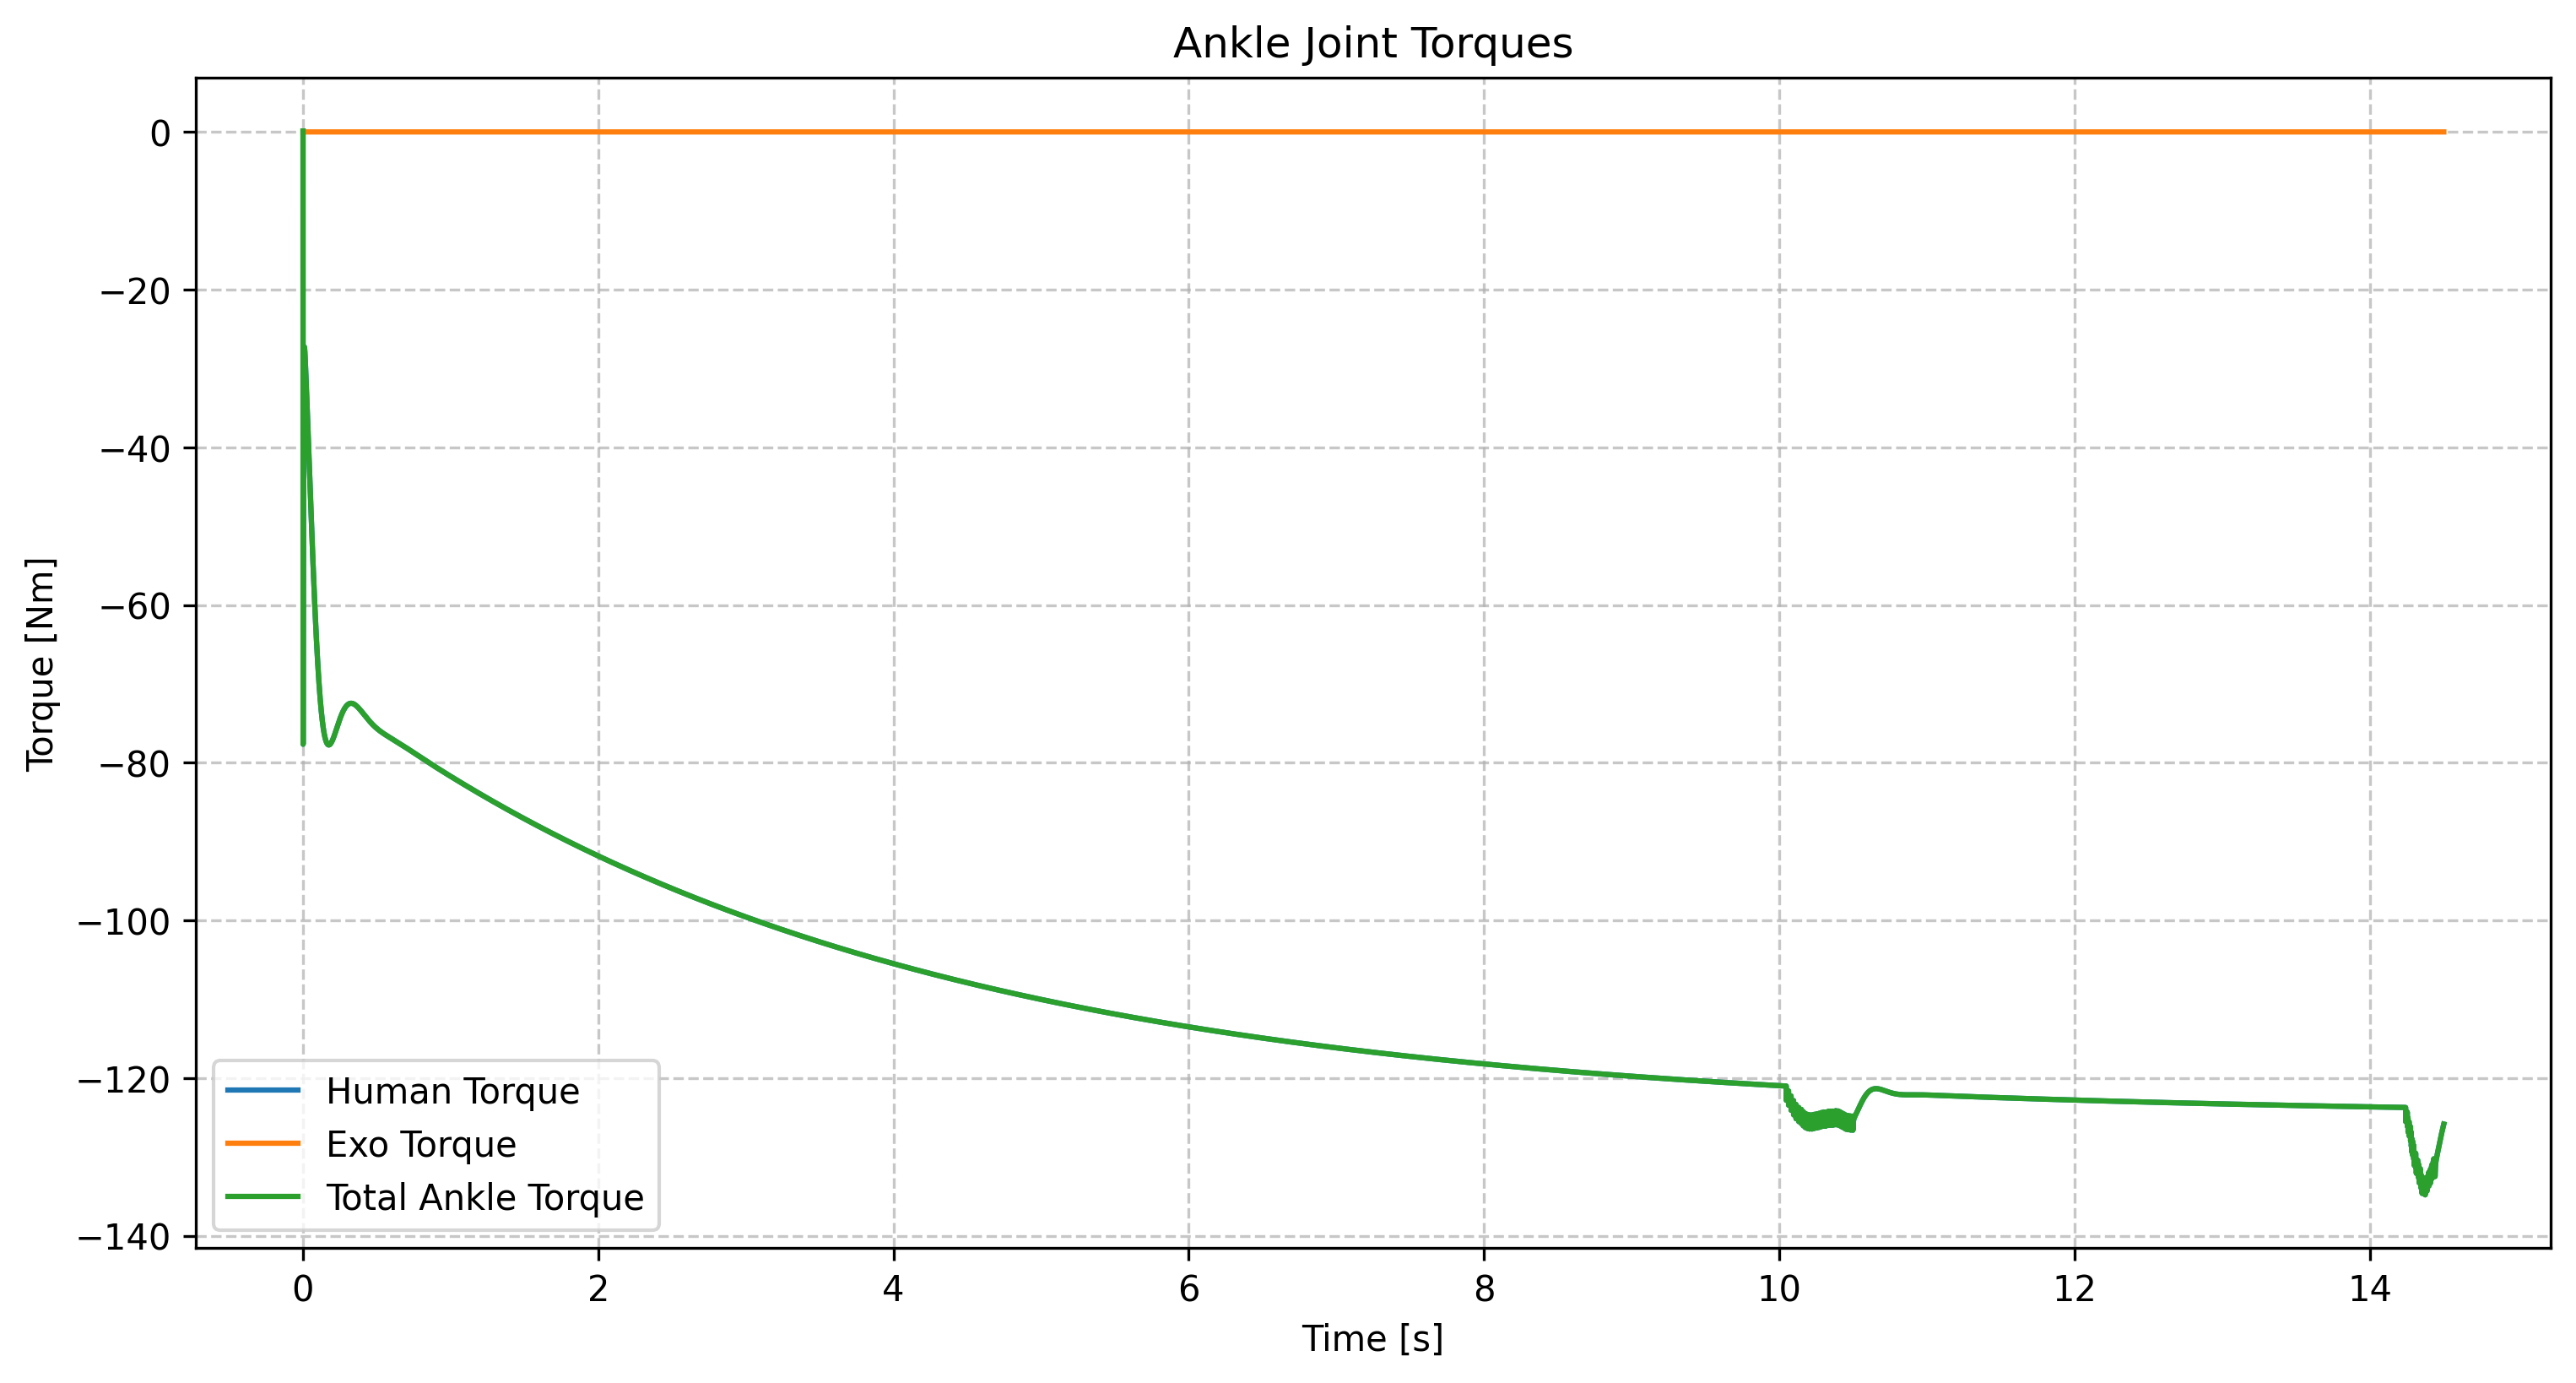 Ankle Joint Torques
Torque [Nm]
0
−20
−40
−60
−80
−100
−120
−140
Human Torque
Exo Torque
Total Ankle Torque
0 2 4 6 8 10 12 14
Time [s]